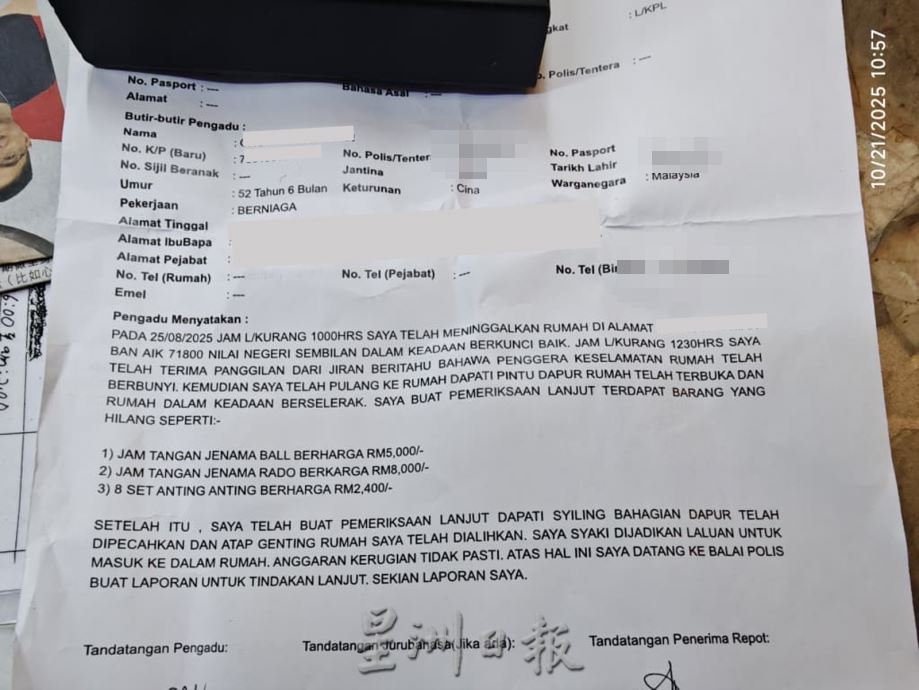 gkat : L/KPL
No. Polis/Tentera : ---
No. Pasport : --- Bahasa Asal : ---
Alamat : ---
Butir-butir Pengadu :
Nama :
No. K/P (Baru) : 7 No. Polis/Tenter No. Pasport
No. Sijil Beranak : --- Jantina Tarikh Lahir
Umur : 52 Tahun 6 Bulan Keturunan : Cina Warganegara : Malaysia
Pekerjaan : BERNIAGA
Alamat Tinggal
Alamat IbuBapa
Alamat Pejabat :
No. Tel (Rumah) : --- No. Tel (Pejabat) : --- No. Tel (Bi
Emel : ---
Pengadu Menyatakan :
PADA 25/08/2025 JAM L/KURANG 1000HRS SAYA TELAH MENINGGALKAN RUMAH DI ALAMAT
BAN AIK 71800 NILAI NEGERI SEMBILAN DALAM KEADAAN BERKUNCI BAIK. JAM L/KURANG 1230HRS SAYA
TELAH TERIMA PANGGILAN DARI JIRAN BERITAHU BAHAWA PENGGERA KESELAMATAN RUMAH TELAH
BERBUNYI. KEMUDIAN SAYA TELAH PULANG KE RUMAH DAPATI PINTU DAPUR RUMAH TELAH TERBUKA DAN
RUMAH DALAM KEADAAN BERSELERAK. SAYA BUAT PEMERIKSAAN LANJUT TERDAPAT BARANG YANG
HILANG SEPERTI:-
1) JAM TANGAN JENAMA BALL BERHARGA RM5,000/-
2) JAM TANGAN JENAMA RADO BERKARGA RM8,000/-
3) 8 SET ANTING ANTING BERHARGA RM2,400/-
SETELAH ITU , SAYA TELAH BUAT PEMERIKSAAN LANJUT DAPATI SYILING BAHAGIAN DAPUR TELAH
DIPECAHKAN DAN ATAP GENTING RUMAH SAYA TELAH DIALIHKAN. SAYA SYAKI DIJADIKAN LALUAN UNTUK
MASUK KE DALAM RUMAH. ANGGARAN KERUGIAN TIDAK PASTI. ATAS HAL INI SAYA DATANG KE BALAI POLIS
BUAT LAPORAN UNTUK TINDAKAN LANJUT. SEKIAN LAPORAN SAYA.
Tandatangan Pengadu: Tandatangan Jurubahasa(Jika ada): Tandatangan Penerima Repot:
星洲日報
10/21/2025 10:57
(比如心